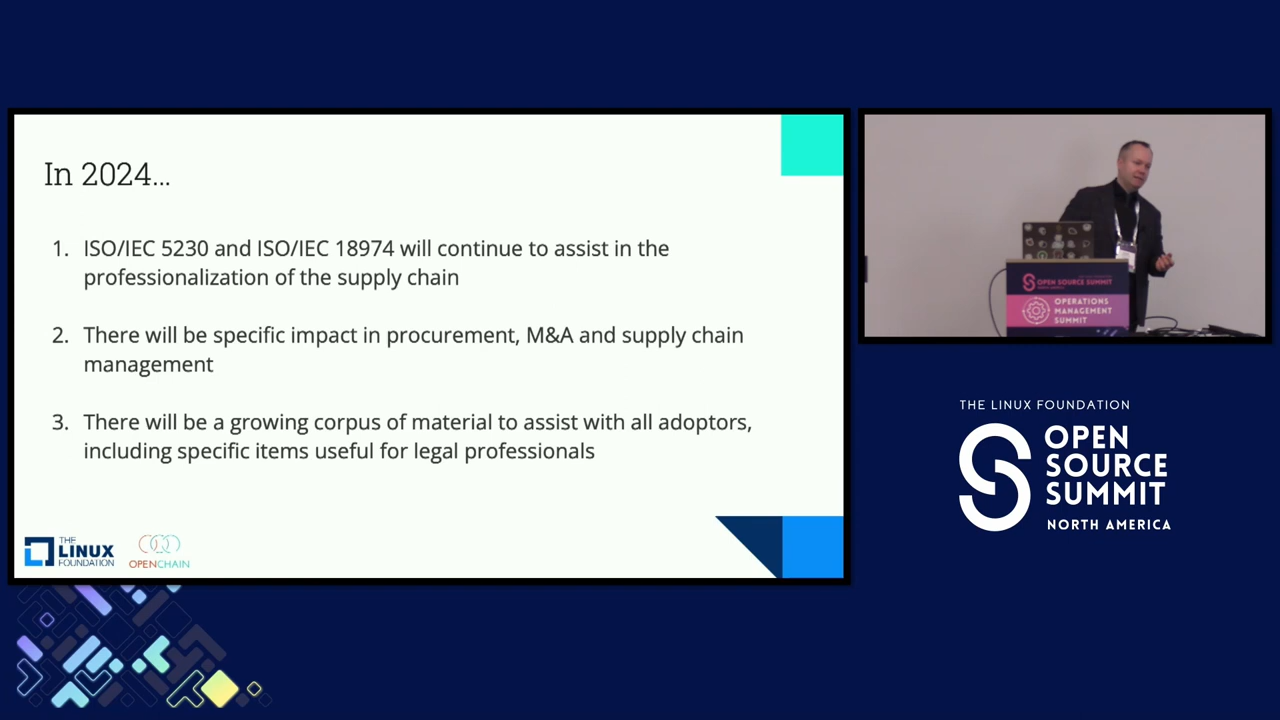 In 2024...
1. ISO/IEC 5230 and ISO/IEC 18974 will continue to assist in the
professionalization of the supply chain
2. There will be specific impact in procurement, M&A and supply chain
management
3. There will be a growing corpus of material to assist with all adoptors,
including specific items useful for legal professionals
THE
LINUX
FOUNDATION
OPENCHAIN
OPEN SOURCE SUMMIT
OPERATIONS
MANAGEMENT
SUMMIT
THE LINUX FOUNDATION
OPEN
SOURCE
SUMMIT
NORTH AMERICA